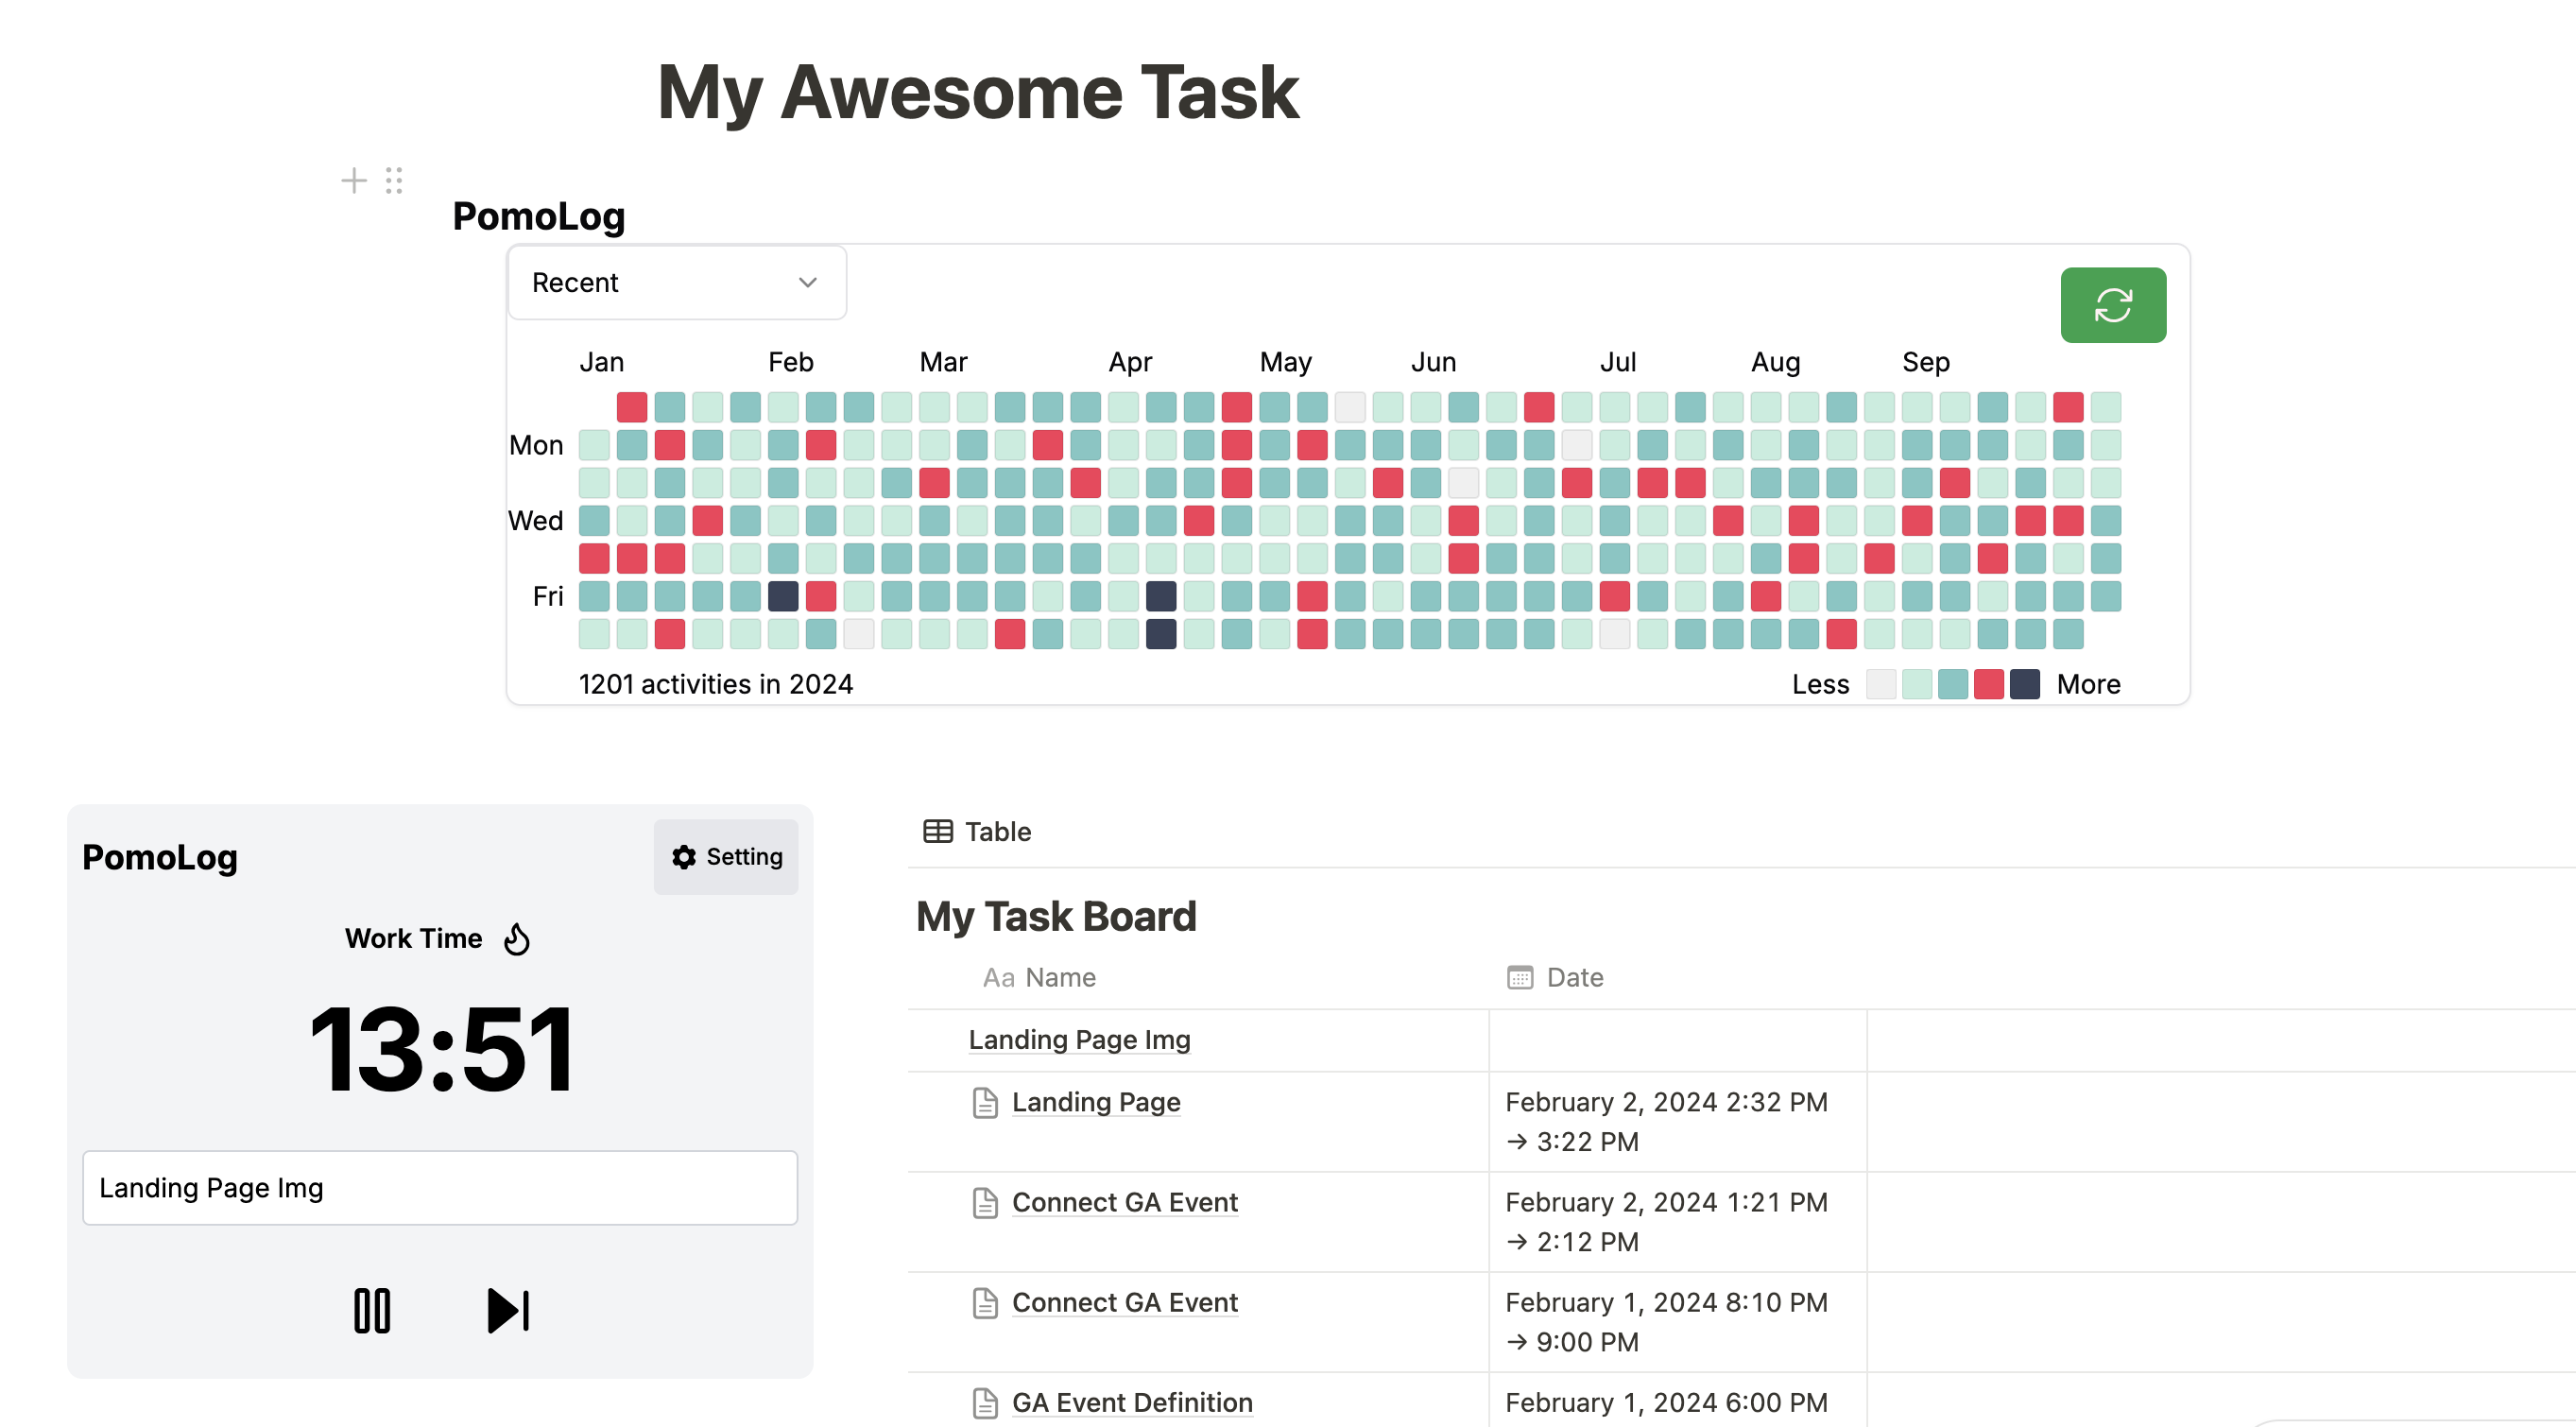 My Awesome Task
PomoLog
Recent
Jan Feb Mar Apr May Jun Jul Aug Sep
Mon
Wed
Fri
1201 activities in 2024
Less More
PomoLog
Setting
Work Time
13:51
Landing Page Img
Table
My Task Board
Aa Name Date
Landing Page Img
Landing Page February 2, 2024 2:32 PM
→ 3:22 PM
Connect GA Event February 2, 2024 1:21 PM
→ 2:12 PM
Connect GA Event February 1, 2024 8:10 PM
→ 9:00 PM
GA Event Definition February 1, 2024 6:00 PM